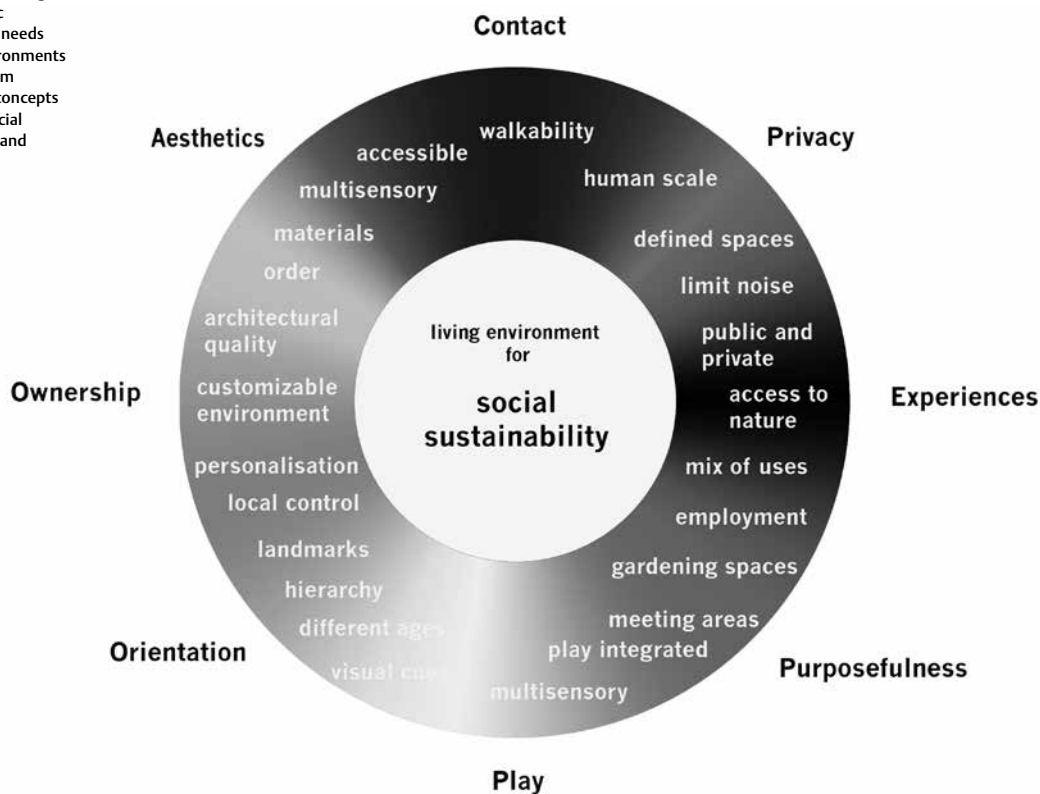 needs
ronments
m
concepts
cial
and
Contact
Aesthetics
Privacy
walkability
accessible
human scale
multisensory
materials
defined spaces
order
limit noise
architectural
quality
public and
private
living environment
for
social
sustainability
Ownership
customizable
environment
access to
nature
Experiences
personalisation
mix of uses
local control
employment
landmarks
gardening spaces
hierarchy
different ages
meeting areas
play integrated
Orientation
visual
multisensory
Purposefulness
Play